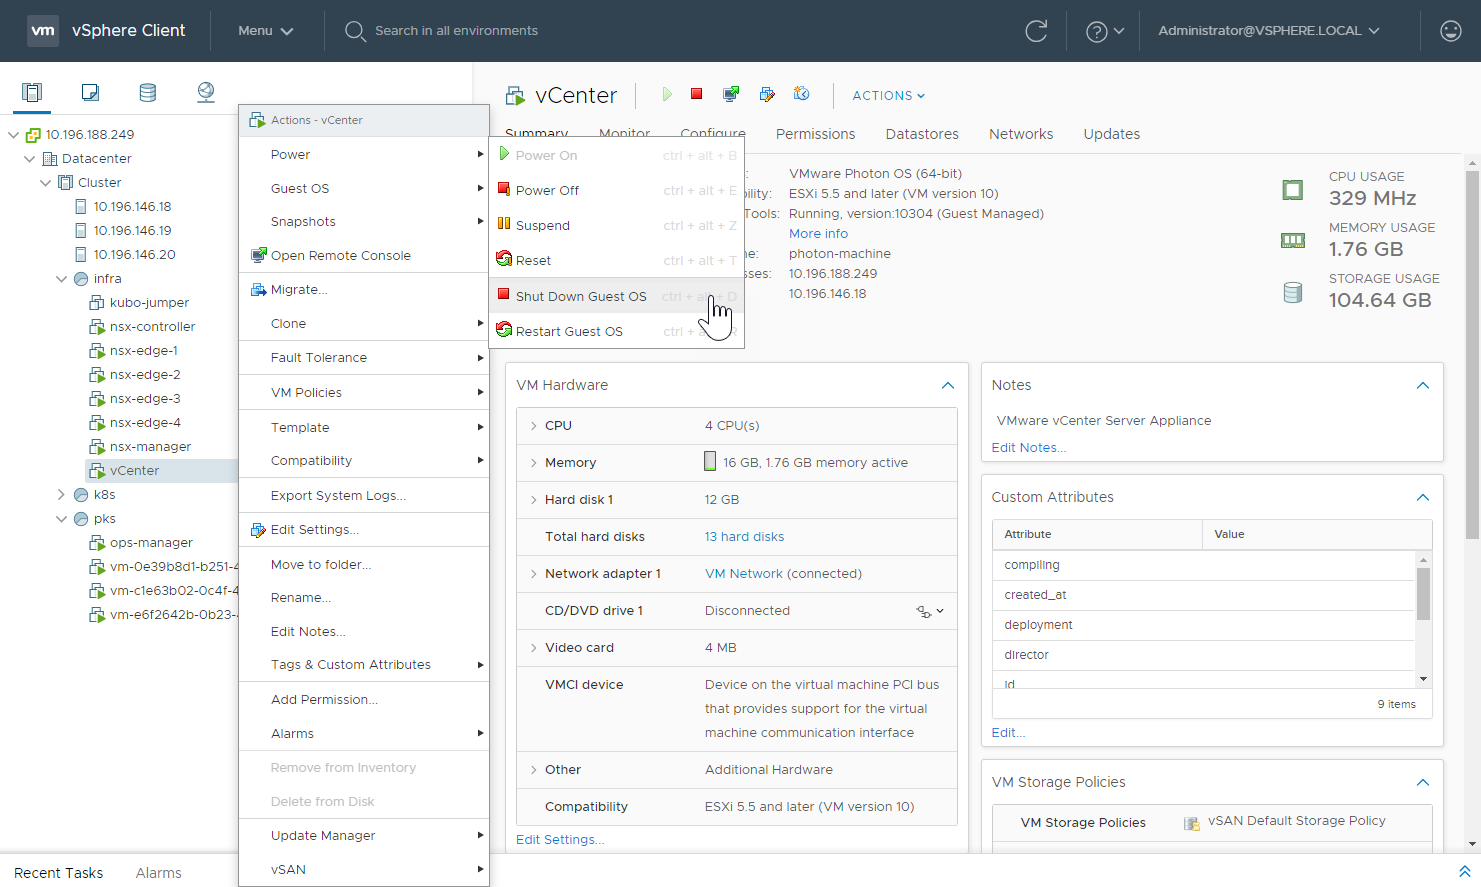 vm vSphere Client Menu Search in all environments Administrator@VSPHERE.LOCAL
vCenter ACTIONS
Summary Monitor Configure Permissions Datastores Networks Updates
10.196.188.249
Datacenter
Cluster
10.196.146.18
10.196.146.19
10.196.146.20
infra
kubo-jumper
nsx-controller
nsx-edge-1
nsx-edge-2
nsx-edge-3
nsx-edge-4
nsx-manager
vCenter
k8s
pks
ops-manager
vm-0e39b8d1-b251-4
vm-c1e63b02-0c4f-4
vm-e6f2642b-0b23-
Actions - vCenter
Power
Guest OS
Snapshots
Open Remote Console
Migrate...
Clone
Fault Tolerance
VM Policies
Template
Compatibility
Export System Logs...
Edit Settings...
Move to folder...
Rename...
Edit Notes...
Tags & Custom Attributes
Add Permission...
Alarms
Remove from Inventory
Delete from Disk
Update Manager
vSAN
Power On ctrl + alt + B
Power Off ctrl + alt + E
Suspend ctrl + alt + Z
Reset ctrl + alt + T
Shut Down Guest OS ctrl + alt + D
Restart Guest OS ctrl +
VMware Photon OS (64-bit)
ility: ESXi 5.5 and later (VM version 10)
Tools: Running, version:10304 (Guest Managed)
More info
ne: photon-machine
sses: 10.196.188.249
10.196.146.18
CPU USAGE
329 MHz
MEMORY USAGE
1.76 GB
STORAGE USAGE
104.64 GB
VM Hardware
CPU 4 CPU(s)
Memory 16 GB, 1.76 GB memory active
Hard disk 1 12 GB
Total hard disks 13 hard disks
Network adapter 1 VM Network (connected)
CD/DVD drive 1 Disconnected
Video card 4 MB
VMCI device Device on the virtual machine PCI bus
that provides support for the virtual
machine communication interface
Other Additional Hardware
Compatibility ESXi 5.5 and later (VM version 10)
Edit Settings...
Notes
VMware vCenter Server Appliance
Edit Notes...
Custom Attributes
Attribute Value
compiling
created_at
deployment
director
id
9 items
Edit...
VM Storage Policies
VM Storage Policies vSAN Default Storage Policy
Recent Tasks Alarms